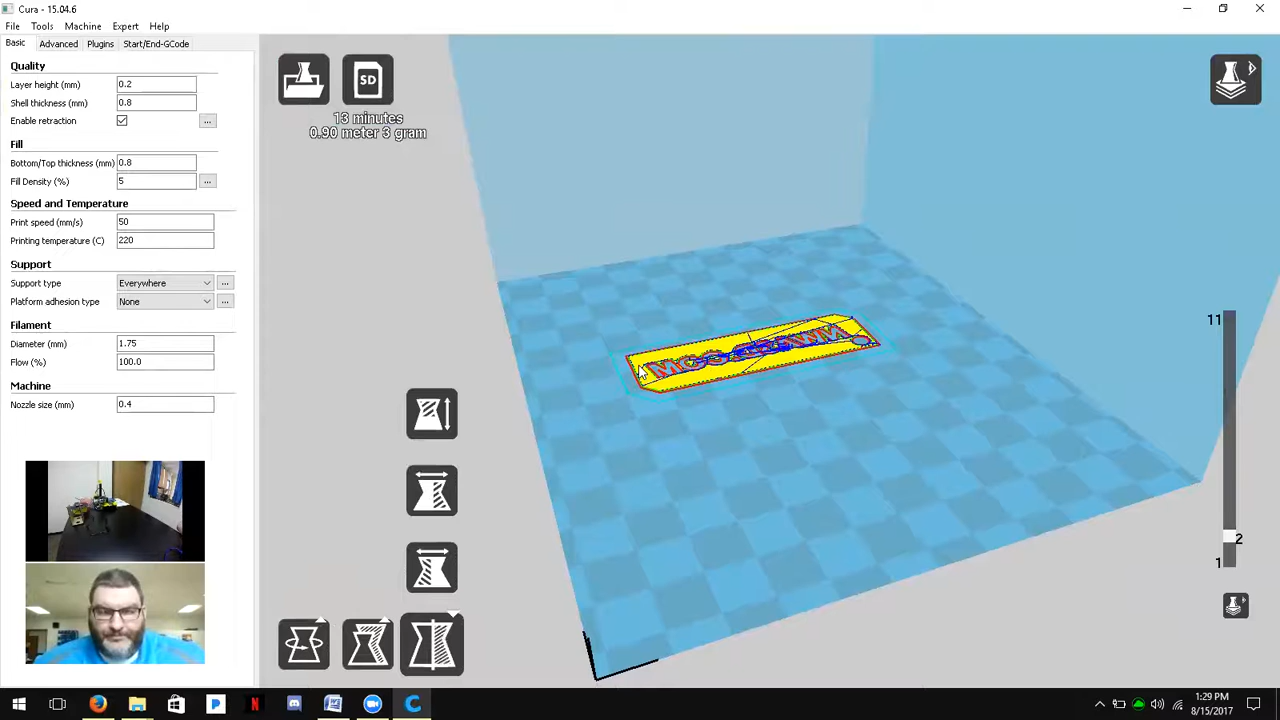 Cura - 15.04.6
File Tools Machine Expert Help
Basic Advanced Plugins Start/End-GCode
Quality
Layer height (mm) 0.2
Shell thickness (mm) 0.8
Enable retraction ...
Fill
Bottom/Top thickness (mm) 0.8
Fill Density (%) 5 ...
Speed and Temperature
Print speed (mm/s) 50
Printing temperature (C) 220
Support
Support type Everywhere ...
Platform adhesion type None ...
Filament
Diameter (mm) 1.75
Flow (%) 100.0
Machine
Nozzle size (mm) 0.4
SD
13 minutes
0.90 meter 3 gram
11
2
1
1:29 PM
8/15/2017